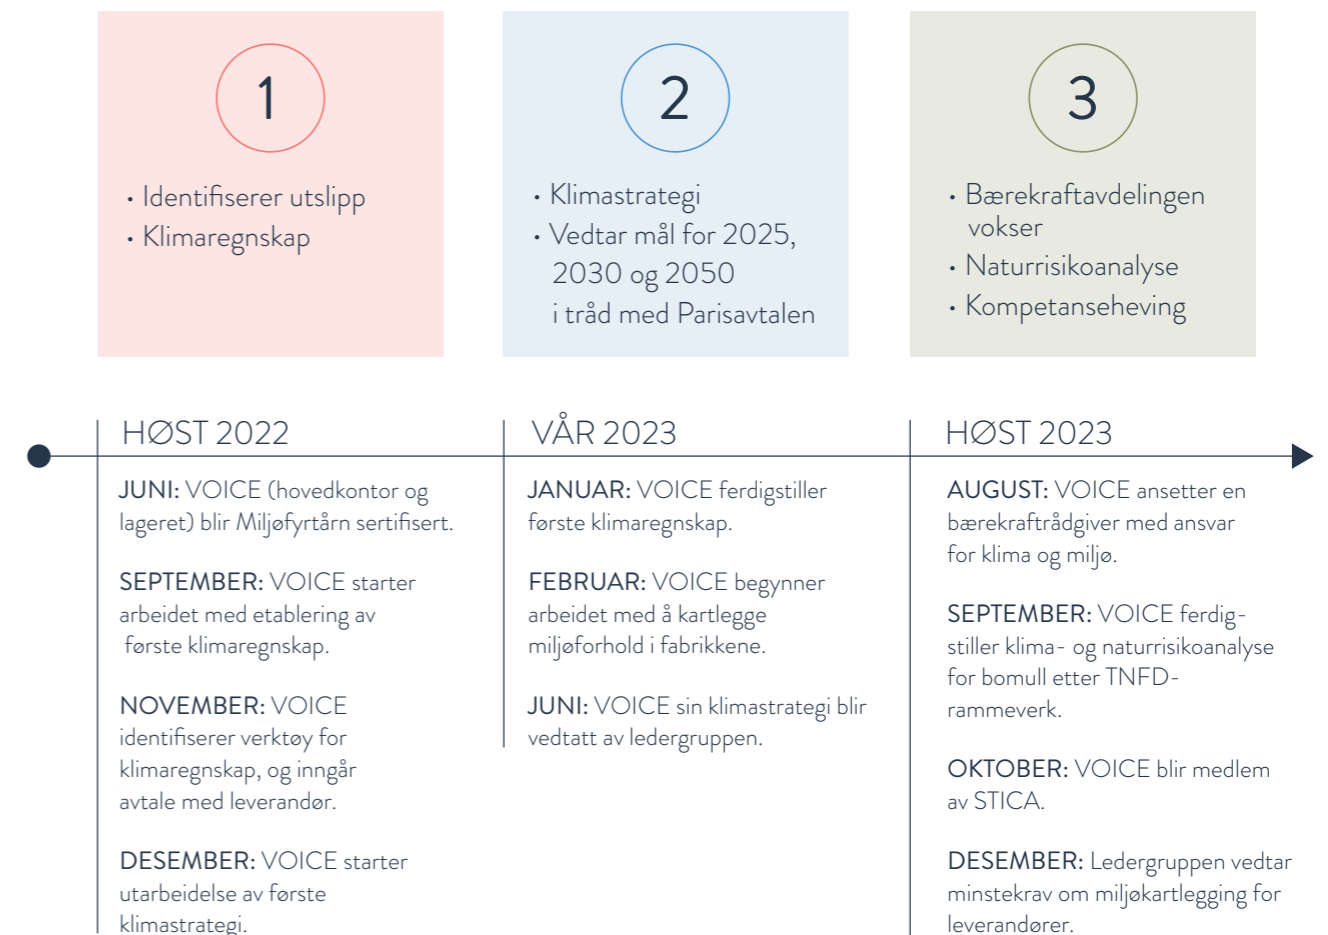 1
• Identifiserer utslipp
• Klimaregnskap
2
• Klimastrategi
• Vedtar mål for 2025,
2030 og 2050
i tråd med Parisavtalen
3
• Bærekraftavdelingen
vokser
• Naturrisikoanalyse
• Kompetanseheving
HØST 2022
JUNI: VOICE (hovedkontor og
lageret) blir Miljøfyrtårn sertifisert.
SEPTEMBER: VOICE starter
arbeidet med etablering av
første klimaregnskap.
NOVEMBER: VOICE
identifiserer verktøy for
klimaregnskap, og inngår
avtale med leverandør.
DESEMBER: VOICE starter
utarbeidelse av første
klimastrategi.
VÅR 2023
JANUAR: VOICE ferdigstiller
første klimaregnskap.
FEBRUAR: VOICE begynner
arbeidet med å kartlegge
miljøforhold i fabrikkene.
JUNI: VOICE sin klimastrategi blir
vedtatt av ledergruppen.
HØST 2023
AUGUST: VOICE ansetter en
bærekraftrådgiver med ansvar
for klima og miljø.
SEPTEMBER: VOICE ferdig-
stiller klima- og naturrisikoanalyse
for bomull etter TNFD-
rammeverk.
OKTOBER: VOICE blir medlem
av STICA.
DESEMBER: Ledergruppen vedtar
minstekrav om miljøkartlegging for
leverandører.